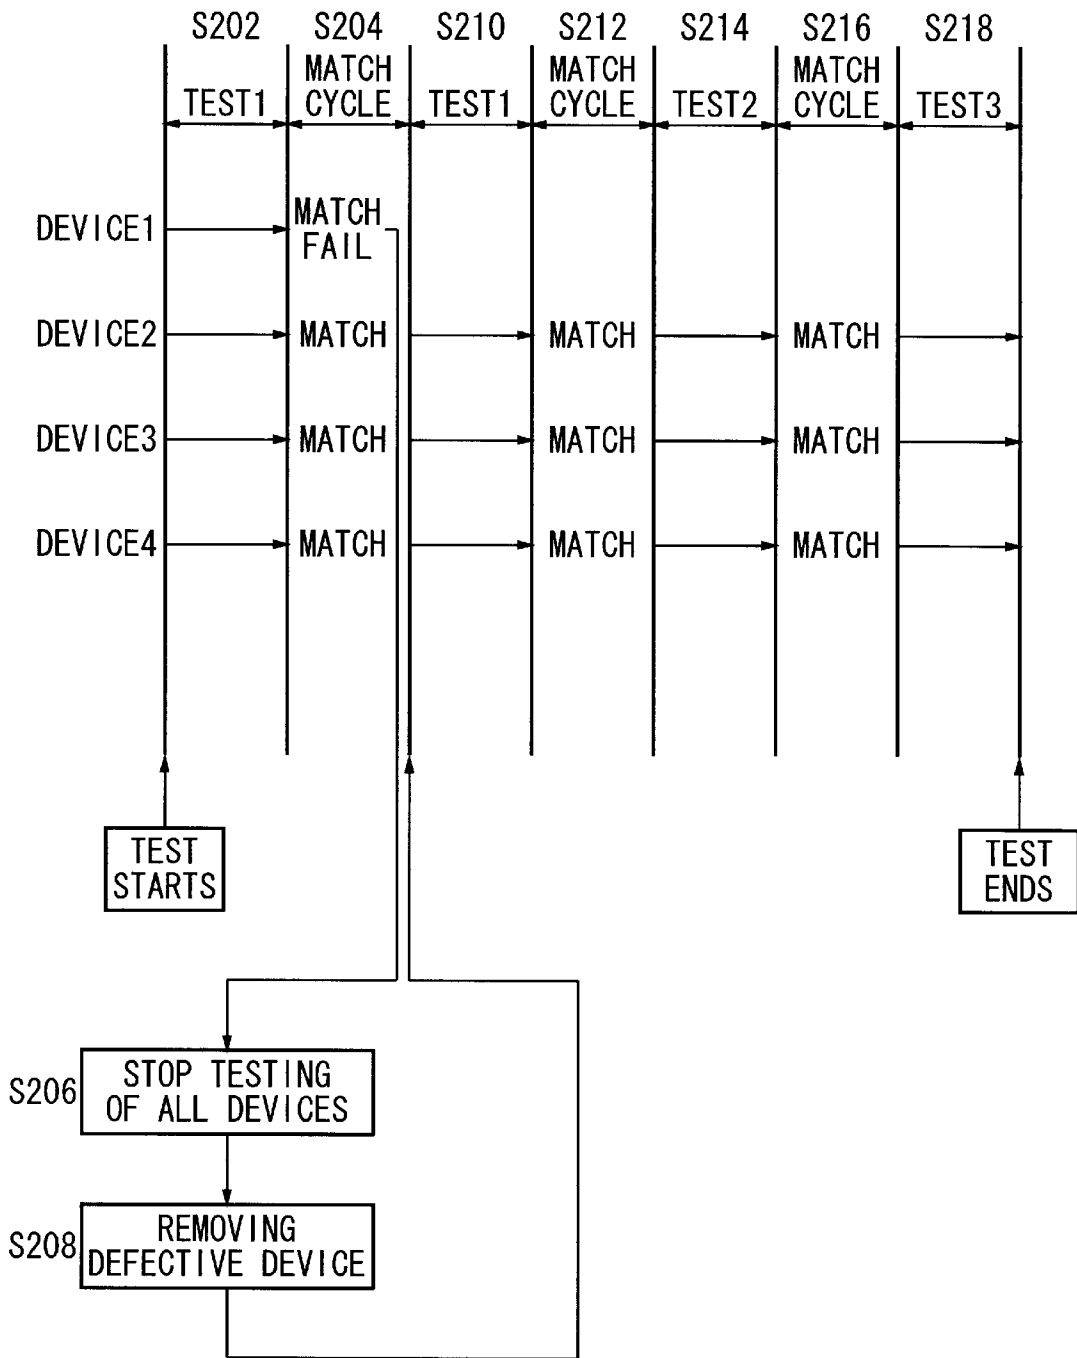 S202 S204 S210 S212 S214 S216 S218
MATCH MATCH MATCH
TEST1 CYCLE TEST1 CYCLE TEST2 CYCLE TEST3
DEVICE1 MATCH
FAIL
DEVICE2 MATCH MATCH MATCH
DEVICE3 MATCH MATCH MATCH
DEVICE4 MATCH MATCH MATCH
TEST
STARTS
TEST
ENDS
S206 STOP TESTING
OF ALL DEVICES
S208 REMOVING
DEFECTIVE DEVICE